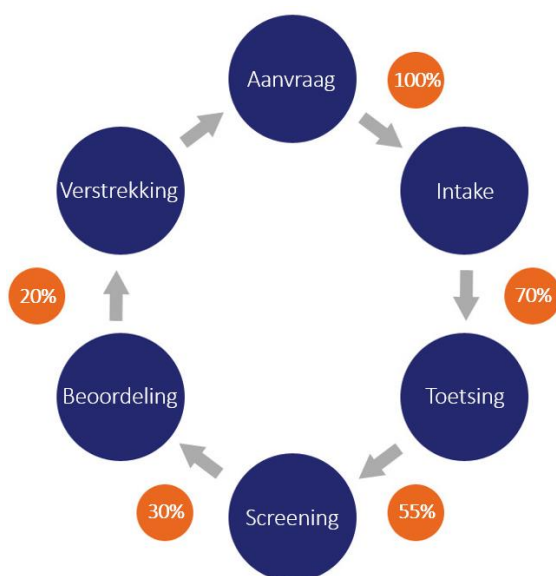 Aanvraag
100%
Intake
70%
Toetsing
55%
Screening
30%
Beoordeling
20%
Verstrekking